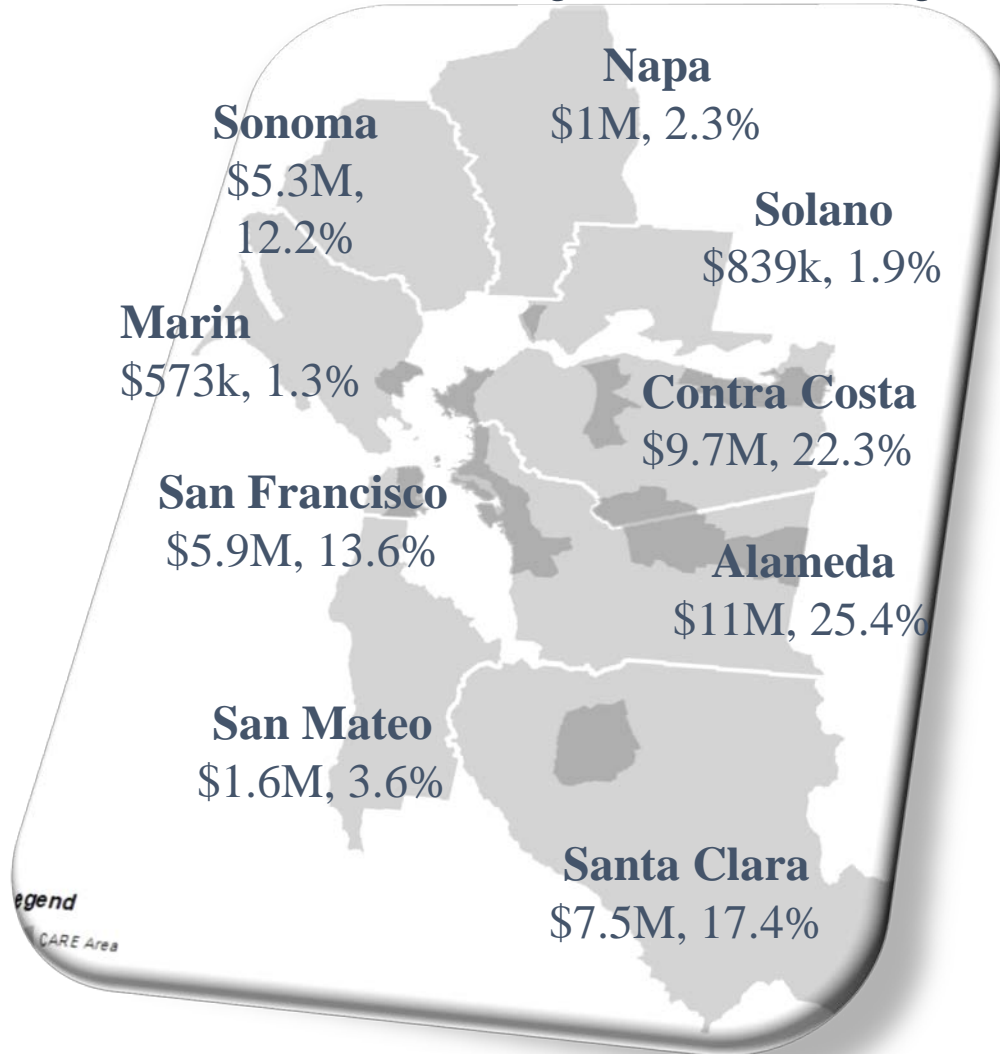 Napa
$1M, 2.3%
Sonoma
$5.3M,
12.2%
Solano
$839k, 1.9%
Marin
$573k, 1.3%
Contra Costa
$9.7M, 22.3%
San Francisco
$5.9M, 13.6%
Alameda
$11M, 25.4%
San Mateo
$1.6M, 3.6%
Santa Clara
$7.5M, 17.4%
egend
CARE Area